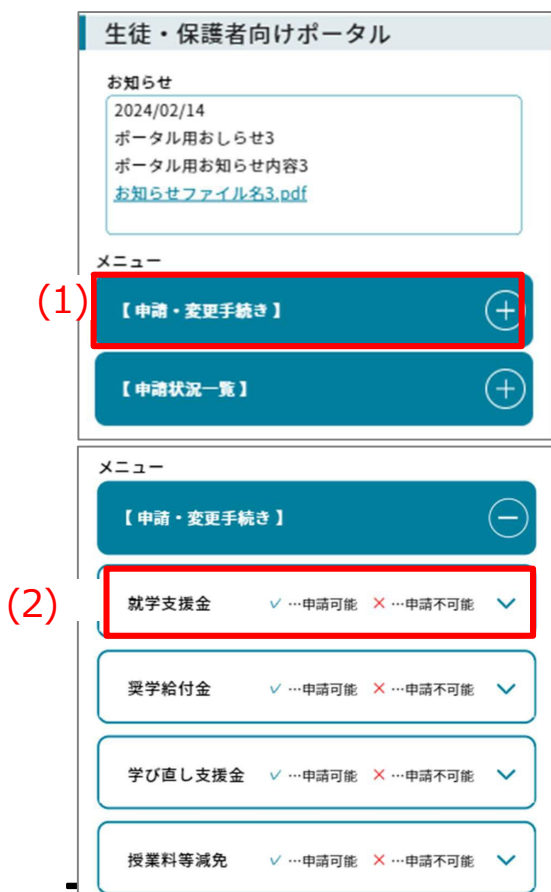 生徒・保護者向けポータル
お知らせ
2024/02/14
ポータル用おしらせ3
ポータル用お知らせ内容3
お知らせファイル名3.pdf
メニュー
(1)
【 申請・変更手続き 】
【 申請状況一覧 】
メニュー
【 申請・変更手続き 】
(2)
就学支援金 ✓ …申請可能 × …申請不可能
奨学給付金 ✓ …申請可能 × …申請不可能
学び直し支援金 ✓ …申請可能 × …申請不可能
授業料等減免 ✓ …申請可能 × …申請不可能